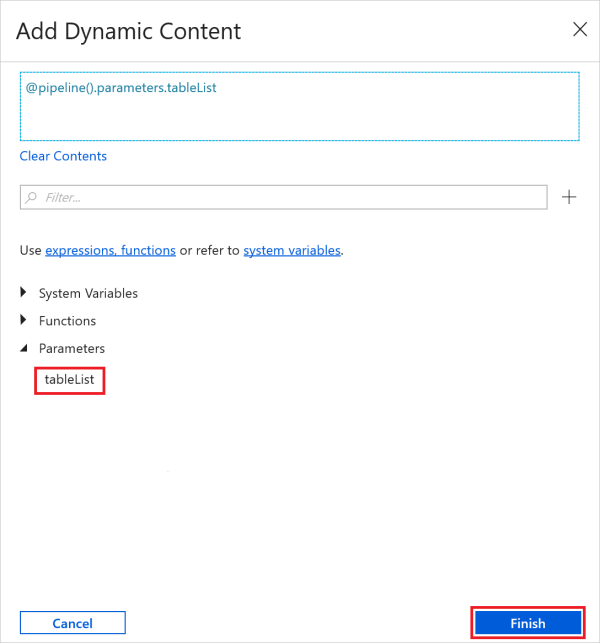 Add Dynamic Content
@pipeline().parameters.tableList
Clear Contents
Filter...
Use expressions, functions or refer to system variables.
System Variables
Functions
Parameters
tableList
Cancel
Finish